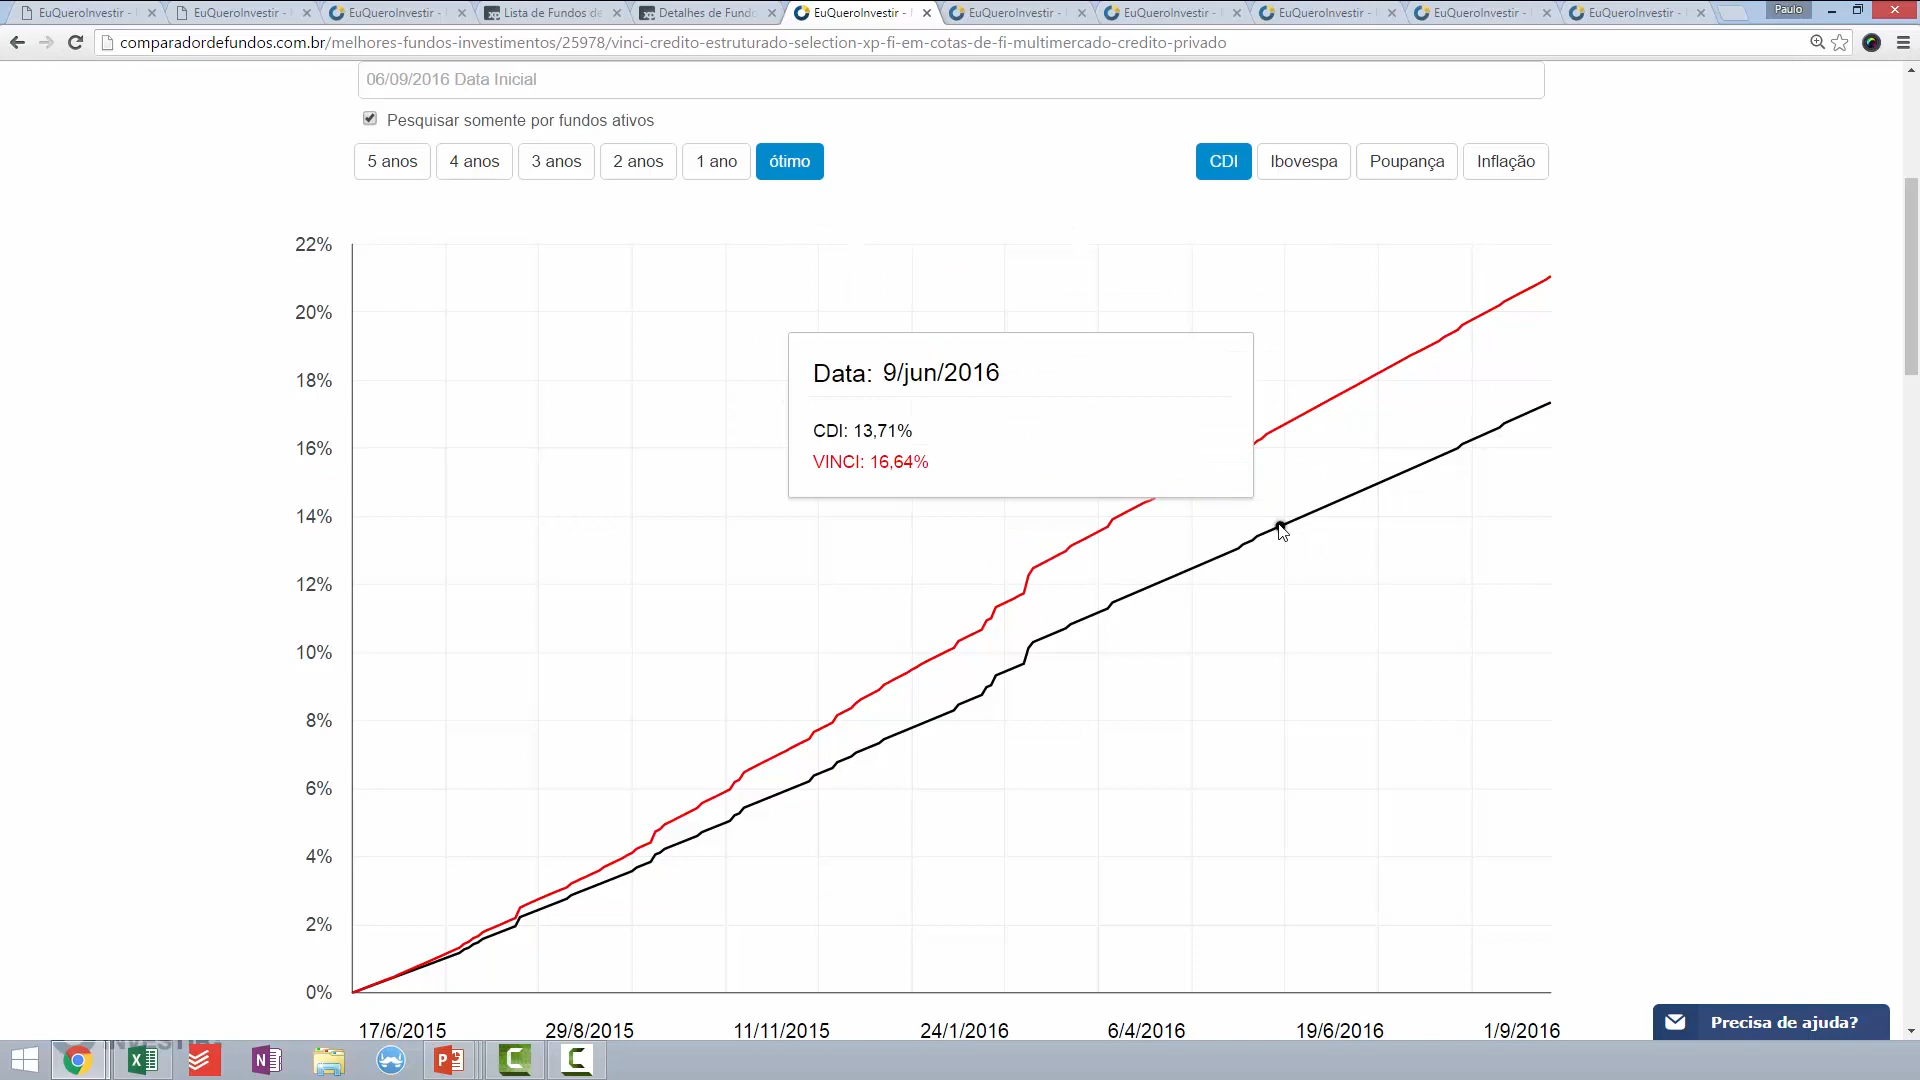 EuQueroInvestir -
EuQueroInvestir -
EuQueroInvestir -
Lista de Fundos de
Detalhes de Fundo
EuQueroInvestir -
EuQueroInvestir -
EuQueroInvestir -
EuQueroInvestir -
EuQueroInvestir -
EuQueroInvestir -
Paulo
comparadordefundos.com.br/melhores-fundos-investimentos/25978/vinci-credito-estruturado-selection-xp-fi-em-cotas-de-fi-multimercado-credito-privado
06/09/2016 Data Inicial
Pesquisar somente por fundos ativos
5 anos 4 anos 3 anos 2 anos 1 ano ótimo CDI Ibovespa Poupança Inflação
22%
20%
18%
16%
14%
12%
10%
8%
6%
4%
2%
0%
Data: 9/jun/2016
CDI: 13,71%
VINCI: 16,64%
17/6/2015 29/8/2015 11/11/2015 24/1/2016 6/4/2016 19/6/2016 1/9/2016
Precisa de ajuda?